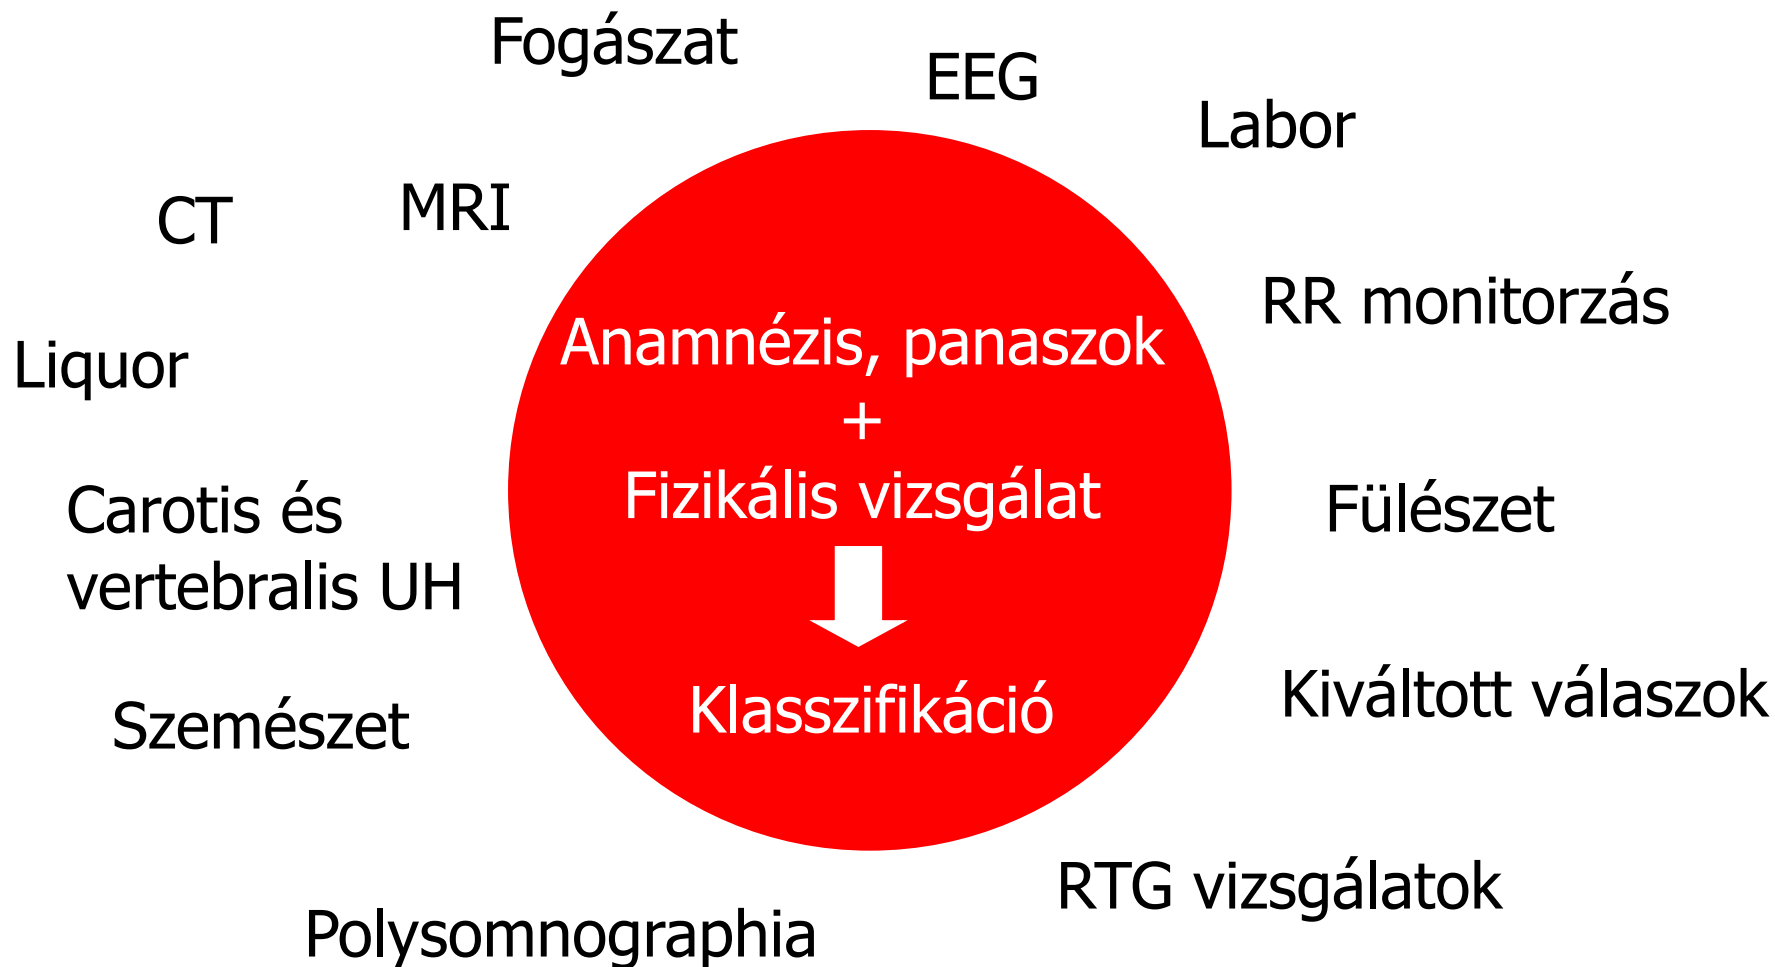 Fogászat
EEG
Labor
CT
MRI
RR monitorzás
Anamnézis, panaszok
Liquor
+
Fizikális vizsgálat
Carotis és
vertebralis UH
Fülészet
Klasszifikáció
Kiváltott válaszok
Szemészet
RTG vizsgálatok
Polysomnographia